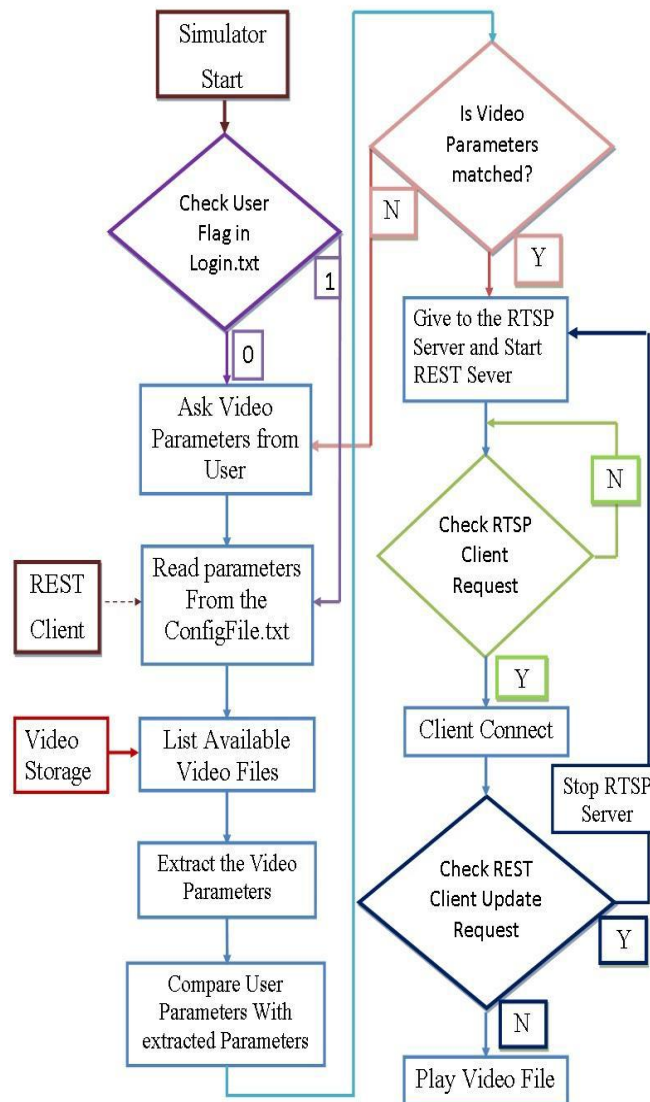 Simulator
Start
Check User
Flag in
Login.txt
1
0
Ask Video
Parameters from
User
REST
Client
Read parameters
From the
ConfigFile.txt
Video
Storage
List Available
Video Files
Extract the Video
Parameters
Compare User
Parameters With
extracted Parameters
Is Video
Parameters
matched?
N
Y
Give to the RTSP
Server and Start
REST Sever
N
Check RTSP
Client
Request
Y
Client Connect
Stop RTSP
Server
Check REST
Client Update
Request
Y
N
Play Video File